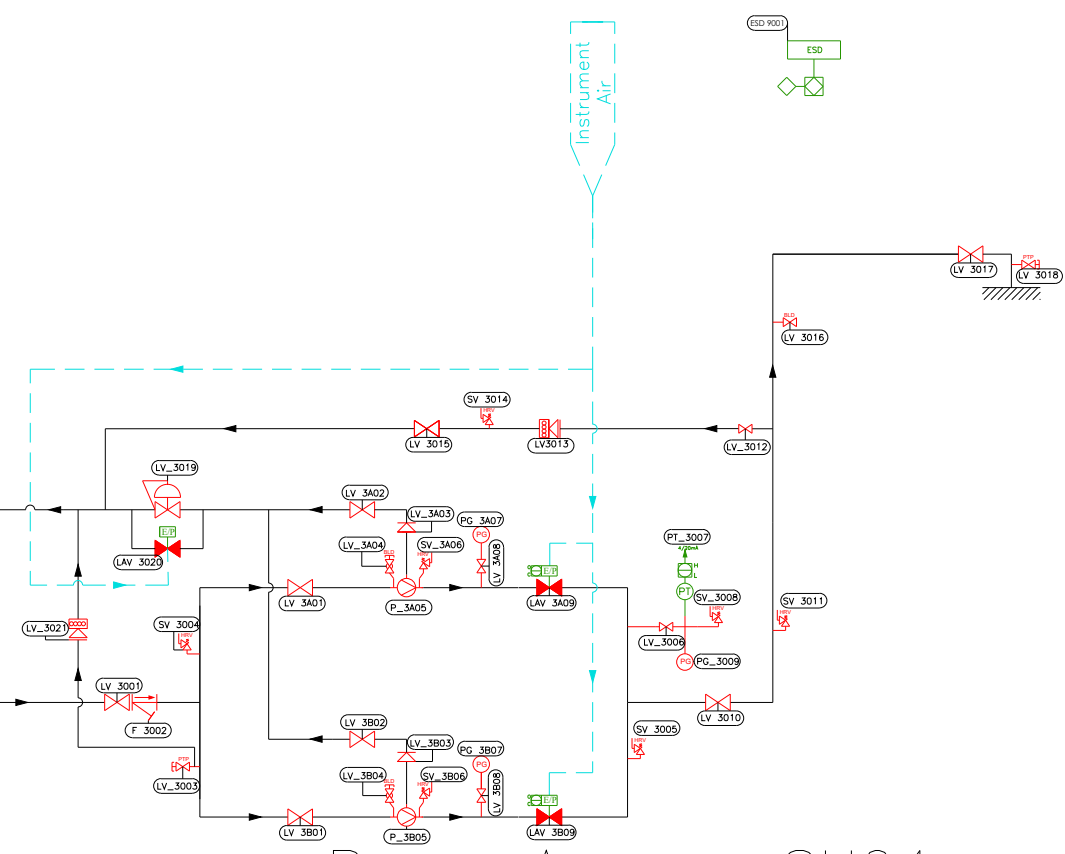 ESD 9001
ESD
Instrument
Air
LV 3017
PTP
LV 3018
BLD
LV 3016
SV 3014
HRV
LV 3015
LV3013
LV_3012
LV_3019
E/P
LAV 3020
LV 3A02
LV_3A03
PG_3A07
PG
LV_3A04
BLD
SV_3A06
HRV
LV 3A08
E/P
LV 3A01
P_3A05
LAV 3A09
PT_3007
4/20mA
H
L
PT
SV_3008
HRV
SV 3011
HRV
LV_3006
PG
PG_3009
SV 3004
HRV
LV_3021
LV 3001
F 3002
LV 3010
SV 3005
HRV
PTP
LV_3003
LV 3B02
LV_3B03
PG 3B07
PG
LV_3B04
BLD
SV_3B06
HRV
LV 3B08
E/P
LV 3B01
P_3B05
LAV 3B09